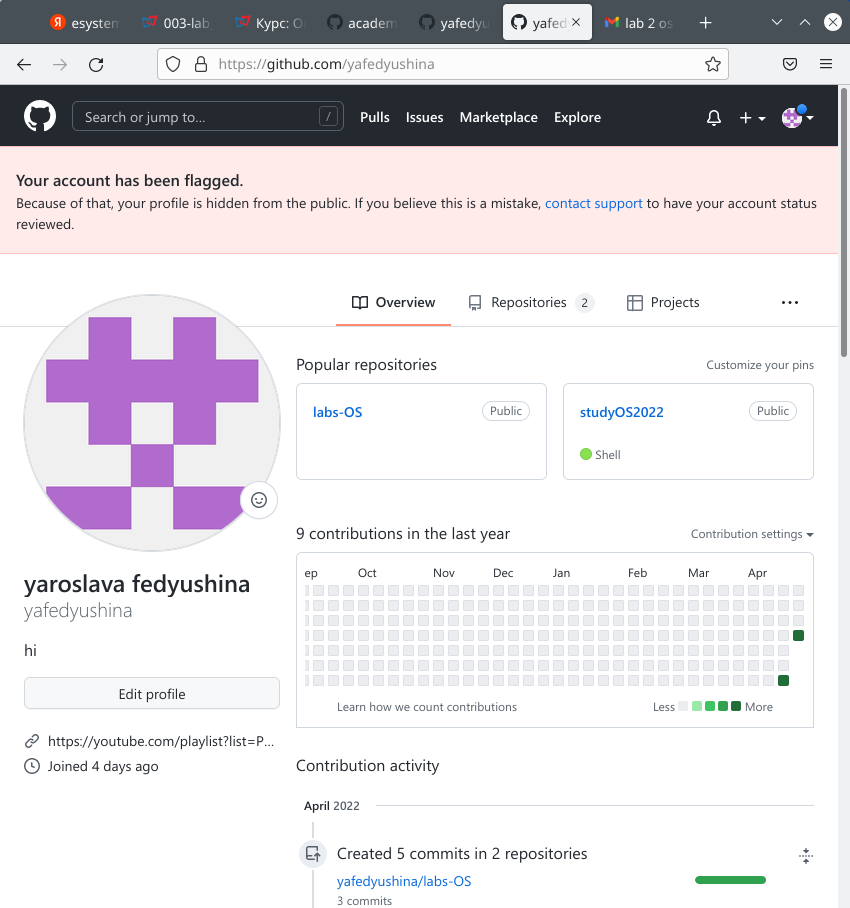 esystem
003-lab_
Курс: О
academ
yafedyu
yafed
lab 2 os
https://github.com/yafedyushina
Search or jump to...
/
Pulls
Issues
Marketplace
Explore
Your account has been flagged.
Because of that, your profile is hidden from the public. If you believe this is a mistake, contact support to have your account status
reviewed.
Overview
Repositories 2
Projects
Popular repositories
Customize your pins
labs-OS
Public
studyOS2022
Public
Shell
9 contributions in the last year
Contribution settings
ep Oct Nov Dec Jan Feb Mar Apr
Learn how we count contributions
Less
More
yaroslava fedyushina
yafedyushina
hi
Edit profile
https://youtube.com/playlist?list=P...
Joined 4 days ago
Contribution activity
April 2022
Created 5 commits in 2 repositories
yafedyushina/labs-OS
3 commits